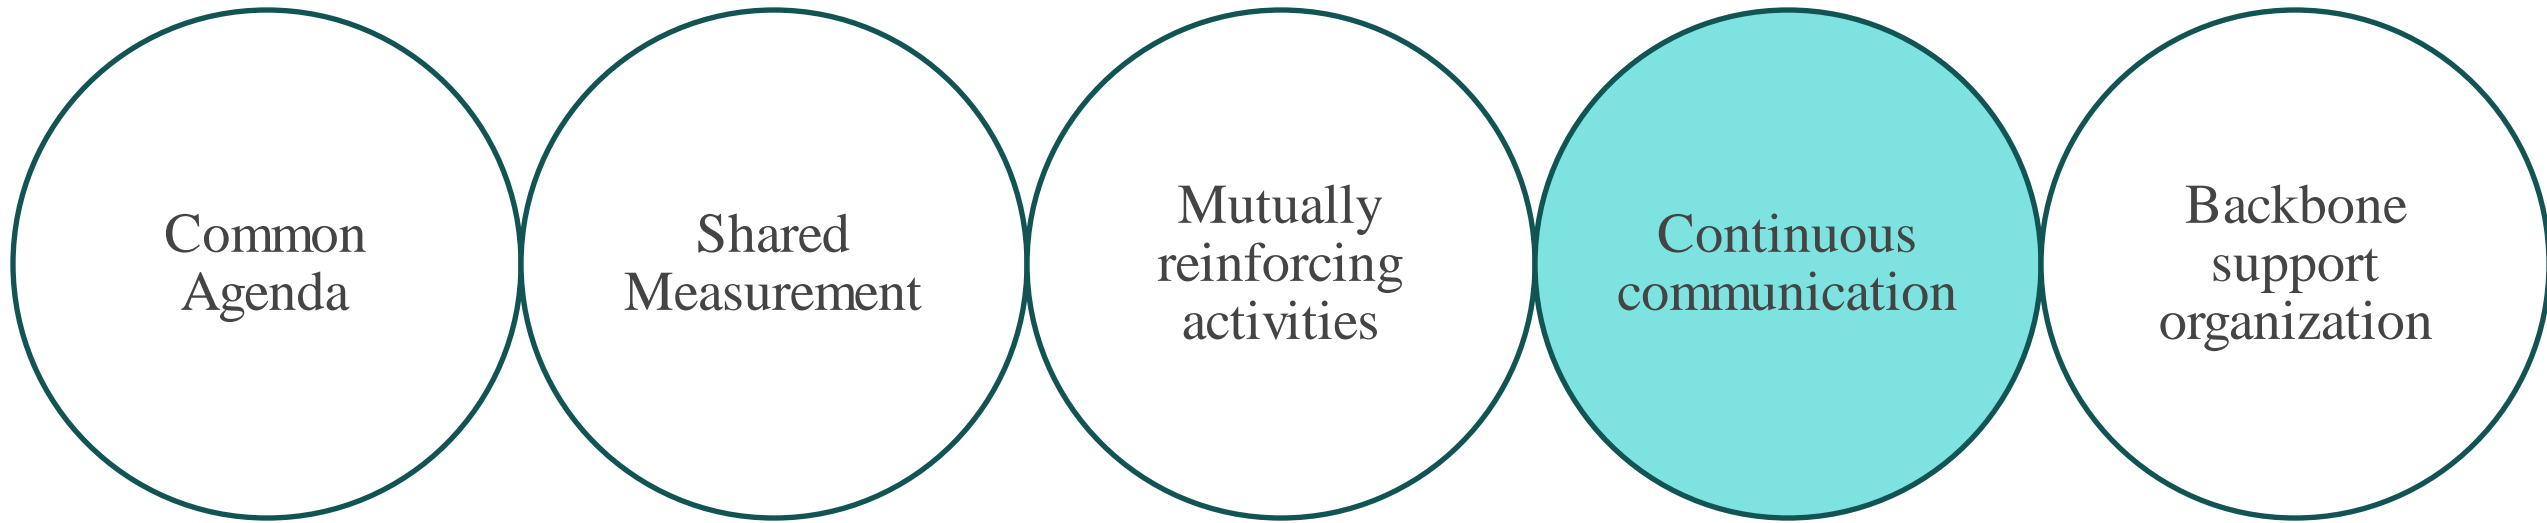 Common
Agenda
Shared
Measurement
Mutually
reinforcing
activities
Continuous
communication
Backbone
support
organization